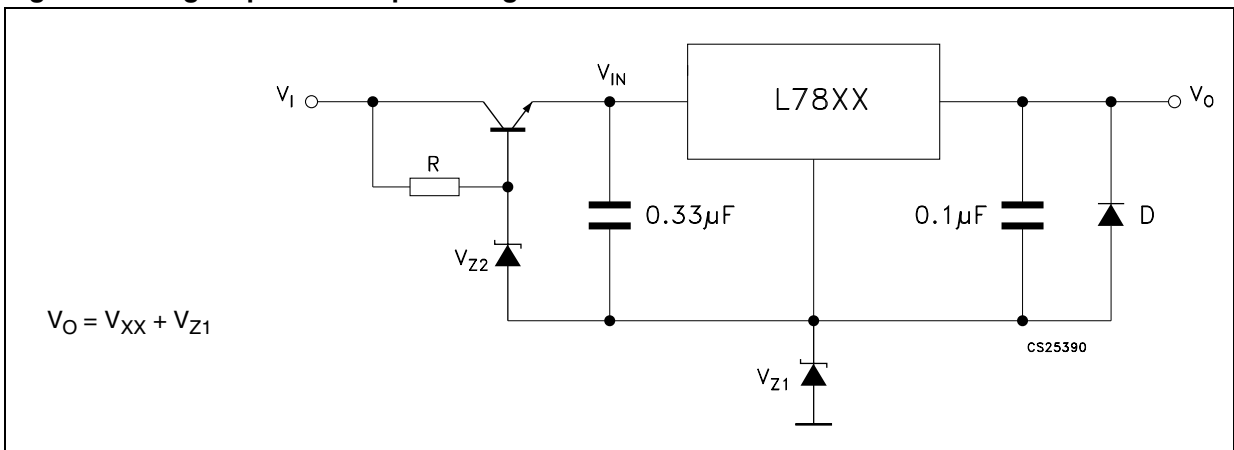 V_I
V_IN
L78XX
V_O
R
0.33µF
0.1µF
D
V_Z2
V_O = V_XX + V_Z1
CS25390
V_Z1